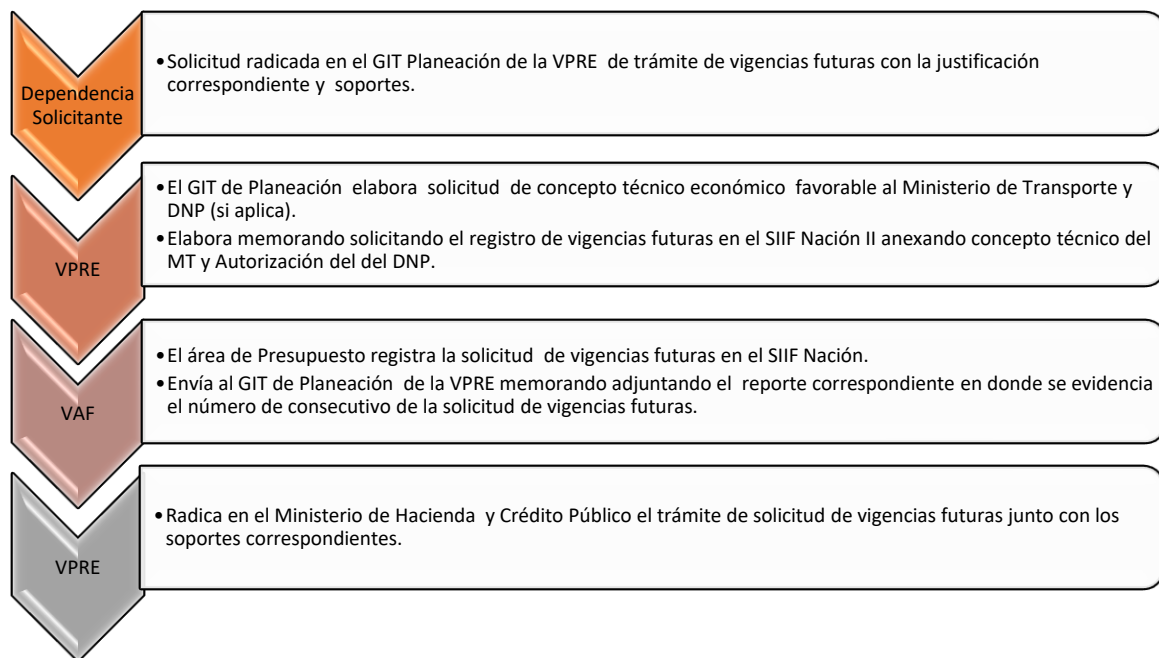 Dependencia
Solicitante
•Solicitud radicada en el GIT Planeación de la VPRE de trámite de vigencias futuras con la justificación
correspondiente y soportes.
VPRE
•El GIT de Planeación elabora solicitud de concepto técnico económico favorable al Ministerio de Transporte y
DNP (si aplica).
•Elabora memorando solicitando el registro de vigencias futuras en el SIIF Nación II anexando concepto técnico del
MT y Autorización del del DNP.
VAF
•El área de Presupuesto registra la solicitud de vigencias futuras en el SIIF Nación.
•Envía al GIT de Planeación de la VPRE memorando adjuntando el reporte correspondiente en donde se evidencia
el número de consecutivo de la solicitud de vigencias futuras.
VPRE
•Radica en el Ministerio de Hacienda y Crédito Público el trámite de solicitud de vigencias futuras junto con los
soportes correspondientes.